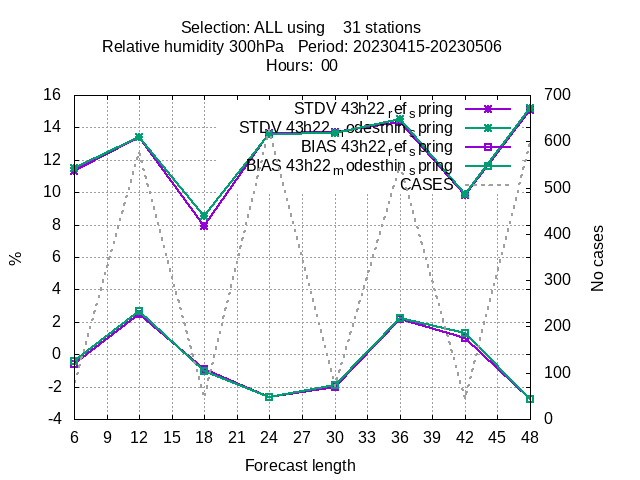 Selection: ALL using    31 stations
Relative humidity 300hPa   Period: 20230415-20230506
Hours:  00
16
14
12
10
8
6
4
2
0
-2
-4
%
700
600
500
400
300
200
100
0
No cases
STDV 43h22_ref_spring
STDV 43h22_modesthin_spring
BIAS 43h22_ref_spring
BIAS 43h22_modesthin_spring
CASES
6 9 12 15 18 21 24 27 30 33 36 39 42 45 48
Forecast length